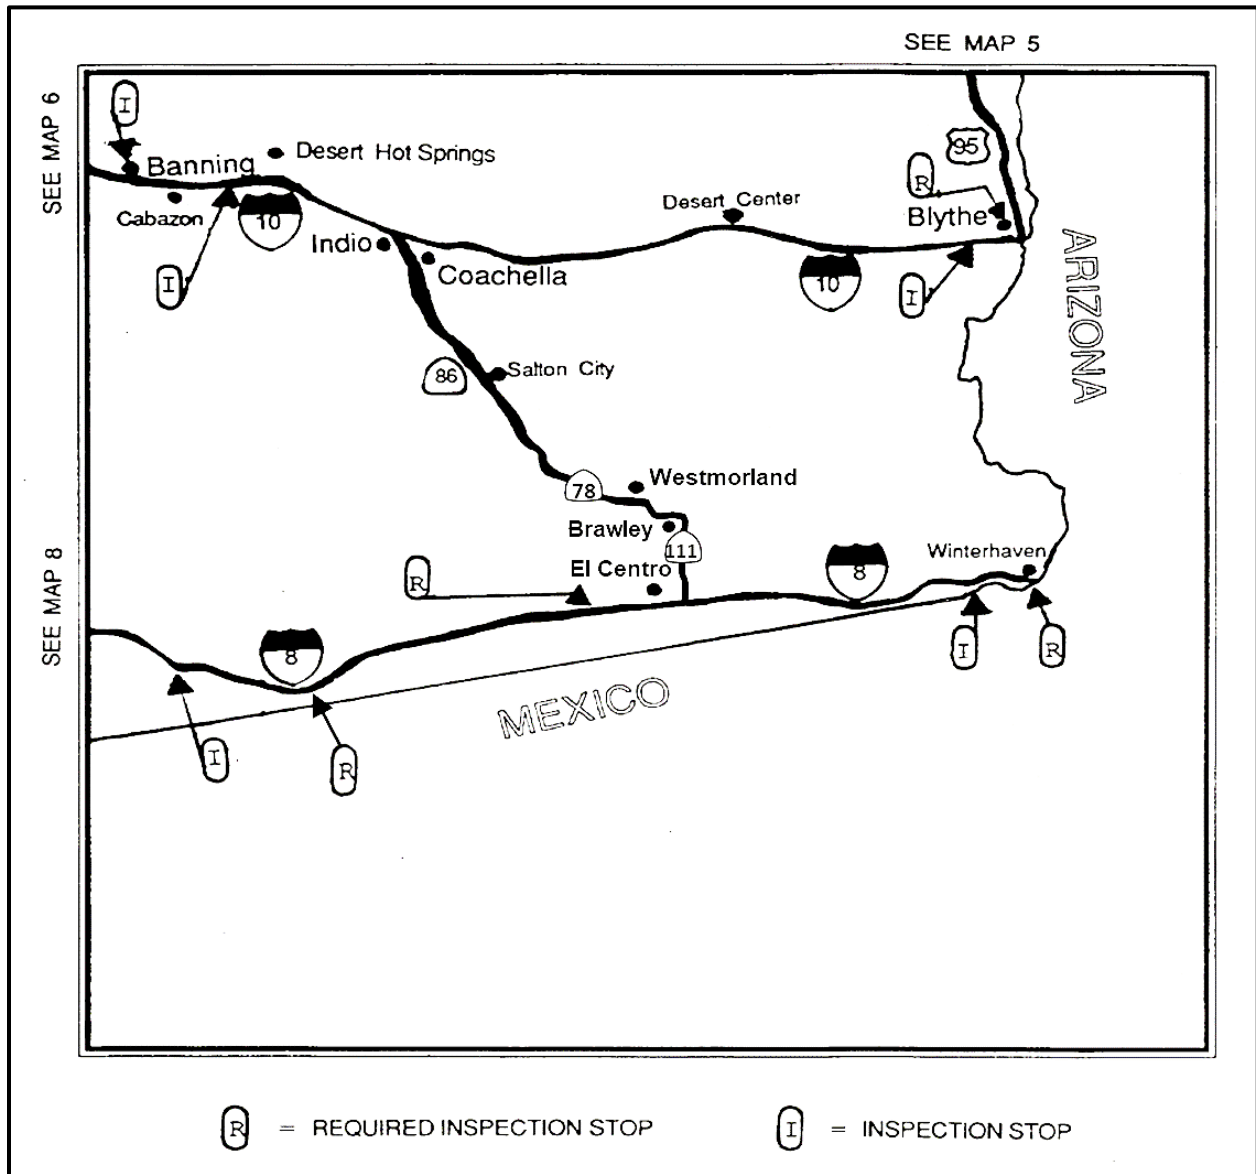 SEE MAP 5
SEE MAP 6
I
Banning
Desert Hot Springs
Cabazon
10
I
Indio
Coachella
Desert Center
10
95
R
Blythe
I
ARIZONA
86
Salton City
78
Westmorland
Brawley
111
El Centro
R
8
Winterhaven
I
R
SEE MAP 8
8
I
R
MEXICO
R = REQUIRED INSPECTION STOP
I = INSPECTION STOP